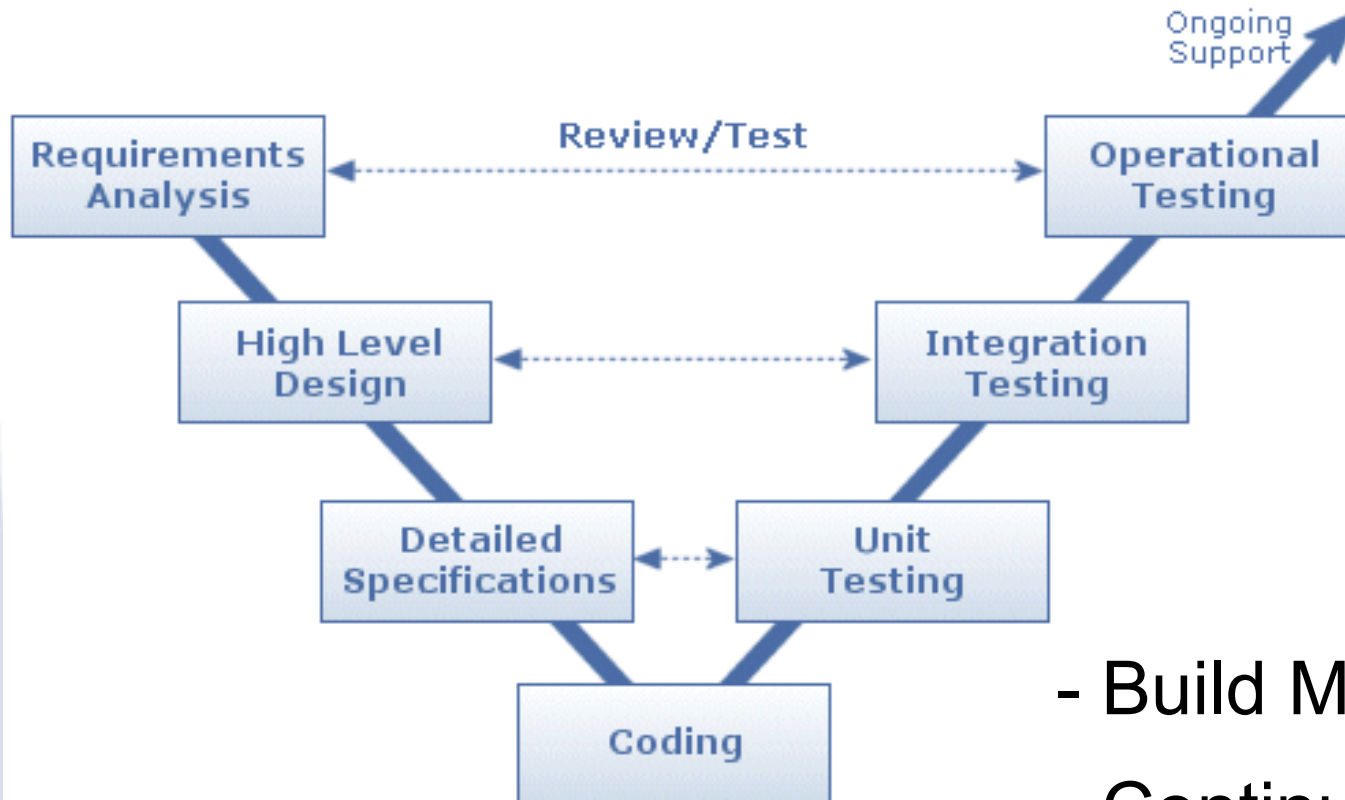 Ongoing
Support
Review/Test
Requirements
Analysis
Operational
Testing
High Level
Design
Integration
Testing
Detailed
Specifications
Unit
Testing
- Build M
Coding